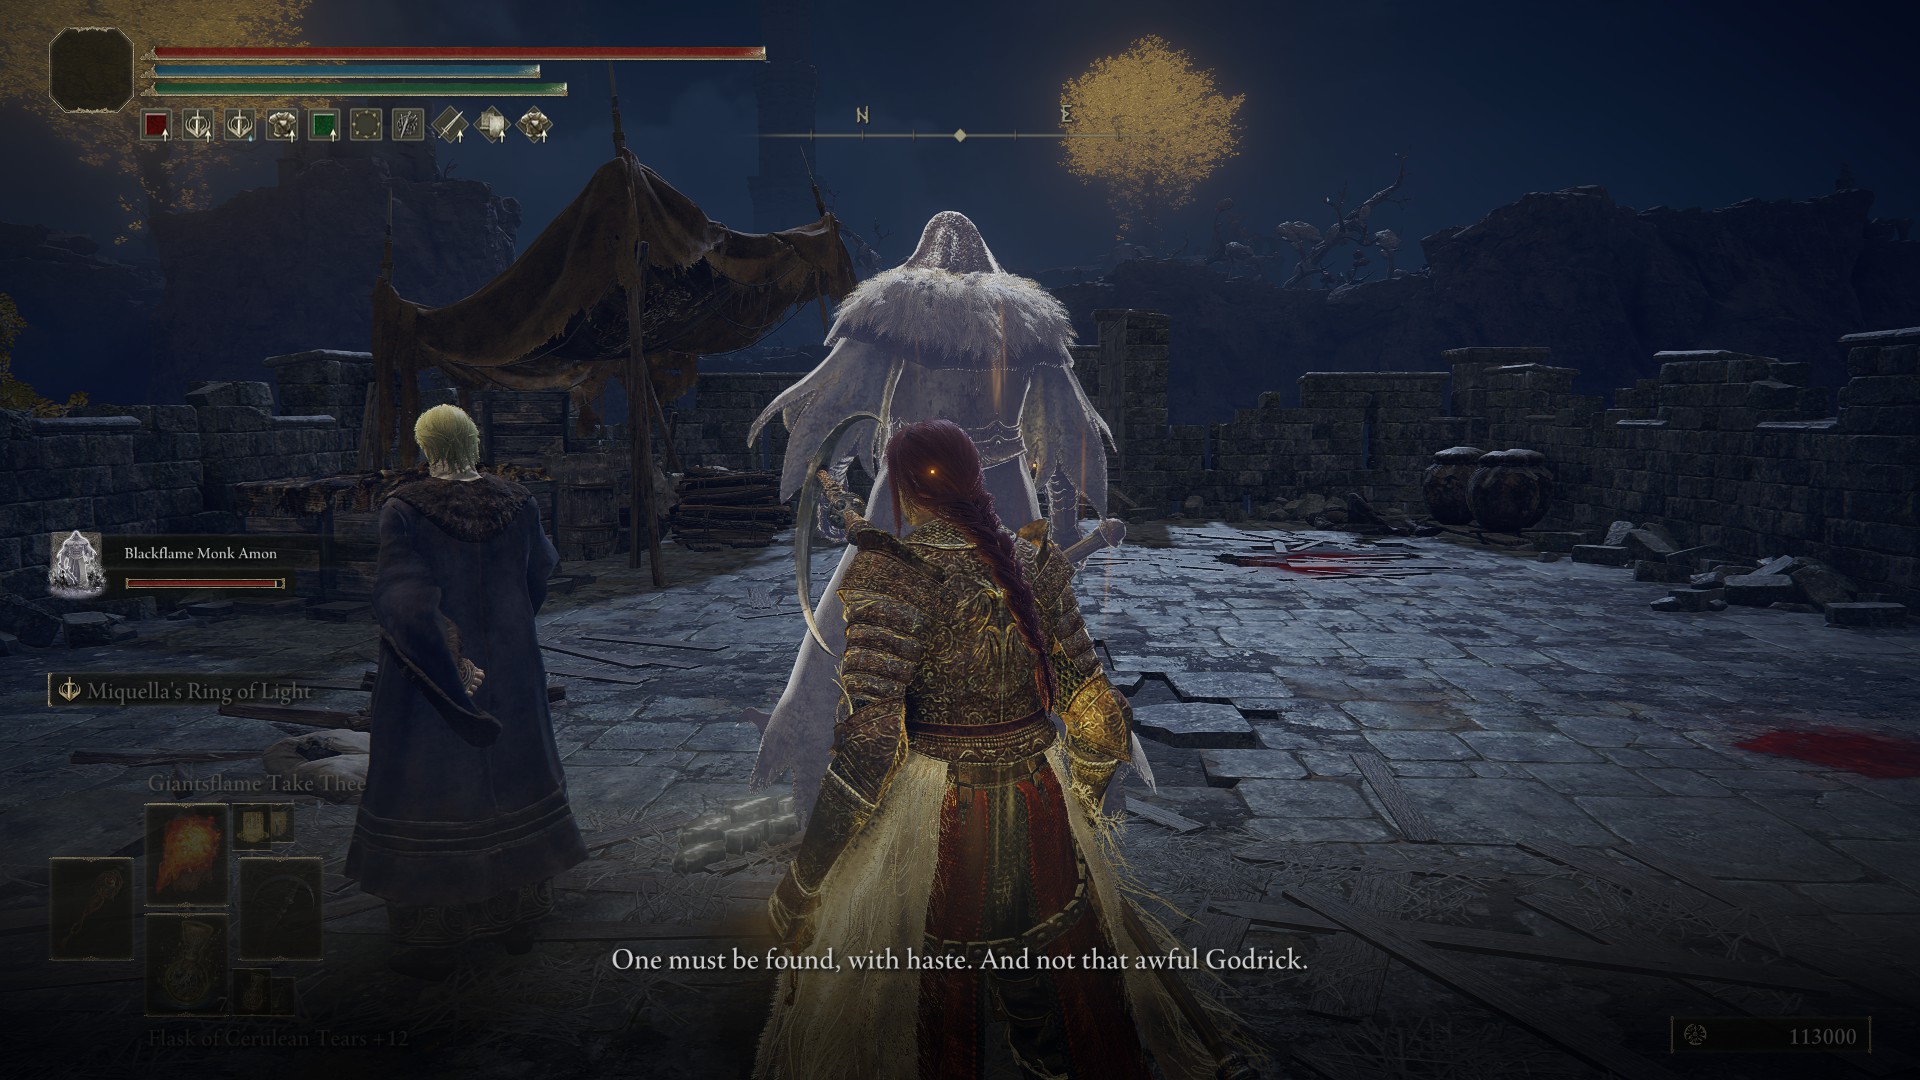 N
E
Blackflame Monk Amon
Miquella's Ring of Light
Giantsflame Take Thee
7
Flask of Cerulean Tears +12
One must be found, with haste. And not that awful Godrick.
113000